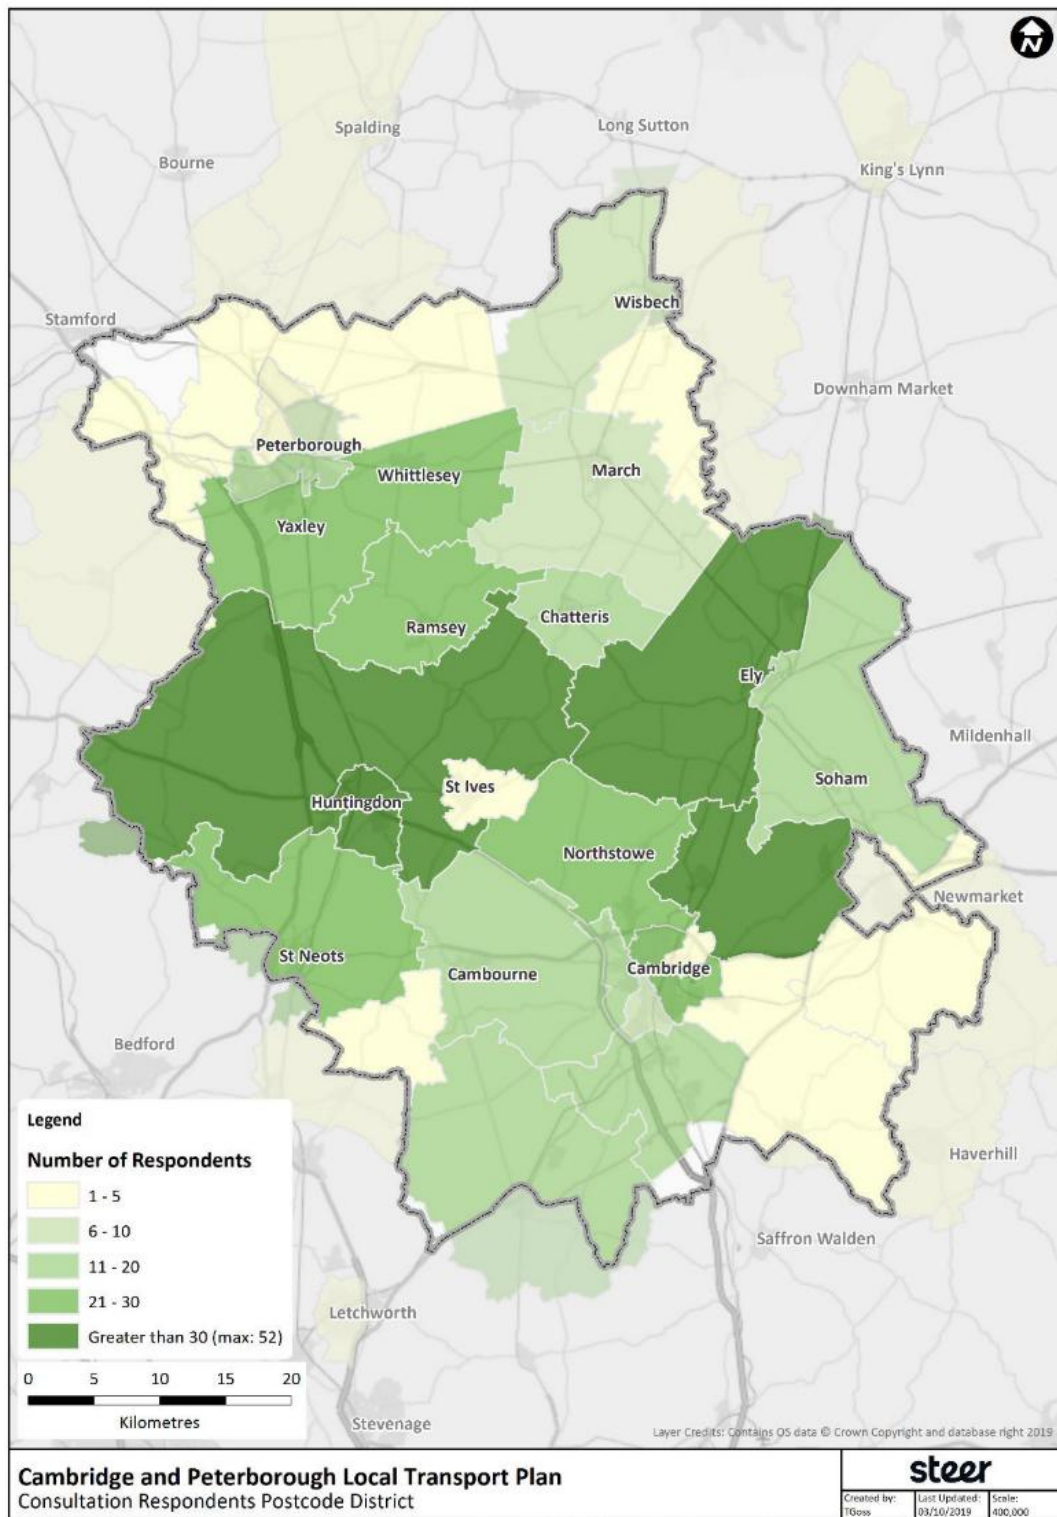 N
Spalding
Long Sutton
Bourne
King's Lynn
Wisbech
Stamford
Downham Market
Peterborough
Whittlesey
March
Yaxley
Chatteris
Ramsey
Ely
Mildenhall
St Ives
Soham
Huntingdon
Northstowe
Newmarket
St Neots
Cambourne
Cambridge
Bedford
Haverhill
Saffron Walden
Letchworth
Stevenage
Legend
Number of Respondents
1 - 5
6 - 10
11 - 20
21 - 30
Greater than 30 (max: 52)
0 5 10 15 20
Kilometres
Layer Credits: Contains OS data © Crown Copyright and database right 2019
Cambridge and Peterborough Local Transport Plan
Consultation Respondents Postcode District
steer
Created by: Last Updated: Scale:
TGoss 03/10/2019 400,000